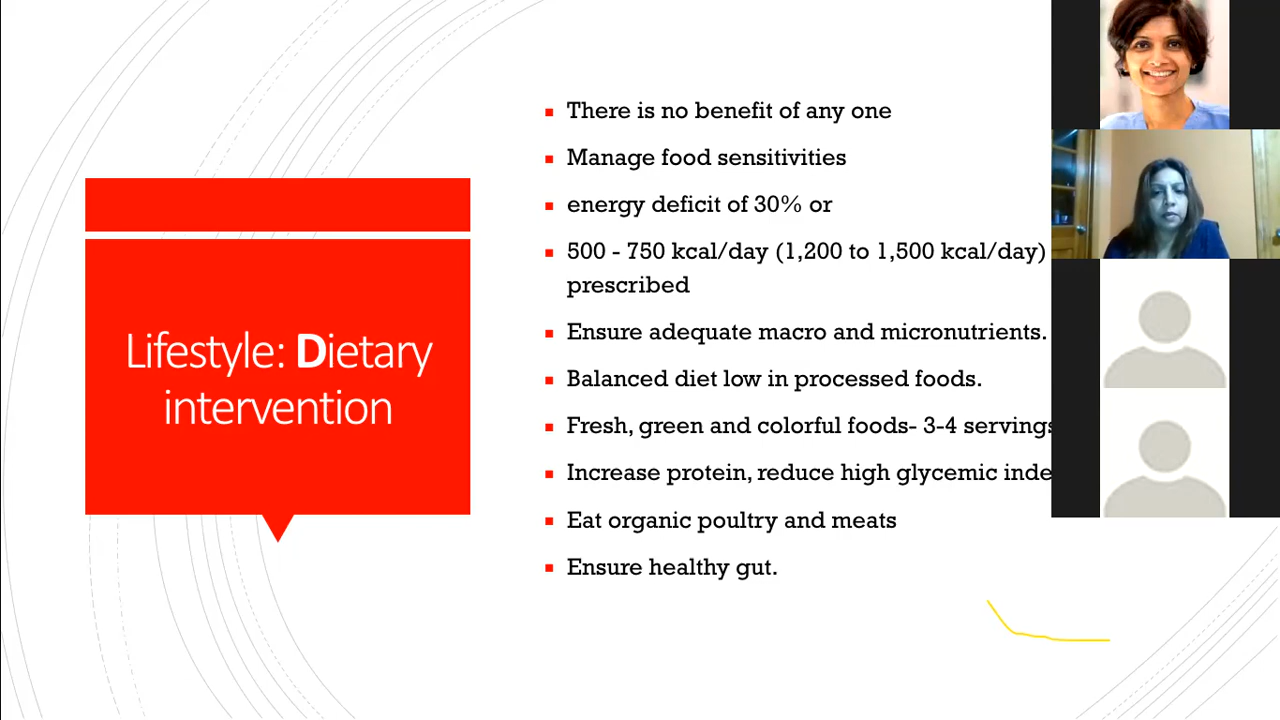 Lifestyle: Dietary
intervention
There is no benefit of any one
Manage food sensitivities
energy deficit of 30% or
500 - 750 kcal/day (1,200 to 1,500 kcal/day)
prescribed
Ensure adequate macro and micronutrients.
Balanced diet low in processed foods.
Fresh, green and colorful foods- 3-4 servings
Increase protein, reduce high glycemic inde
Eat organic poultry and meats
Ensure healthy gut.